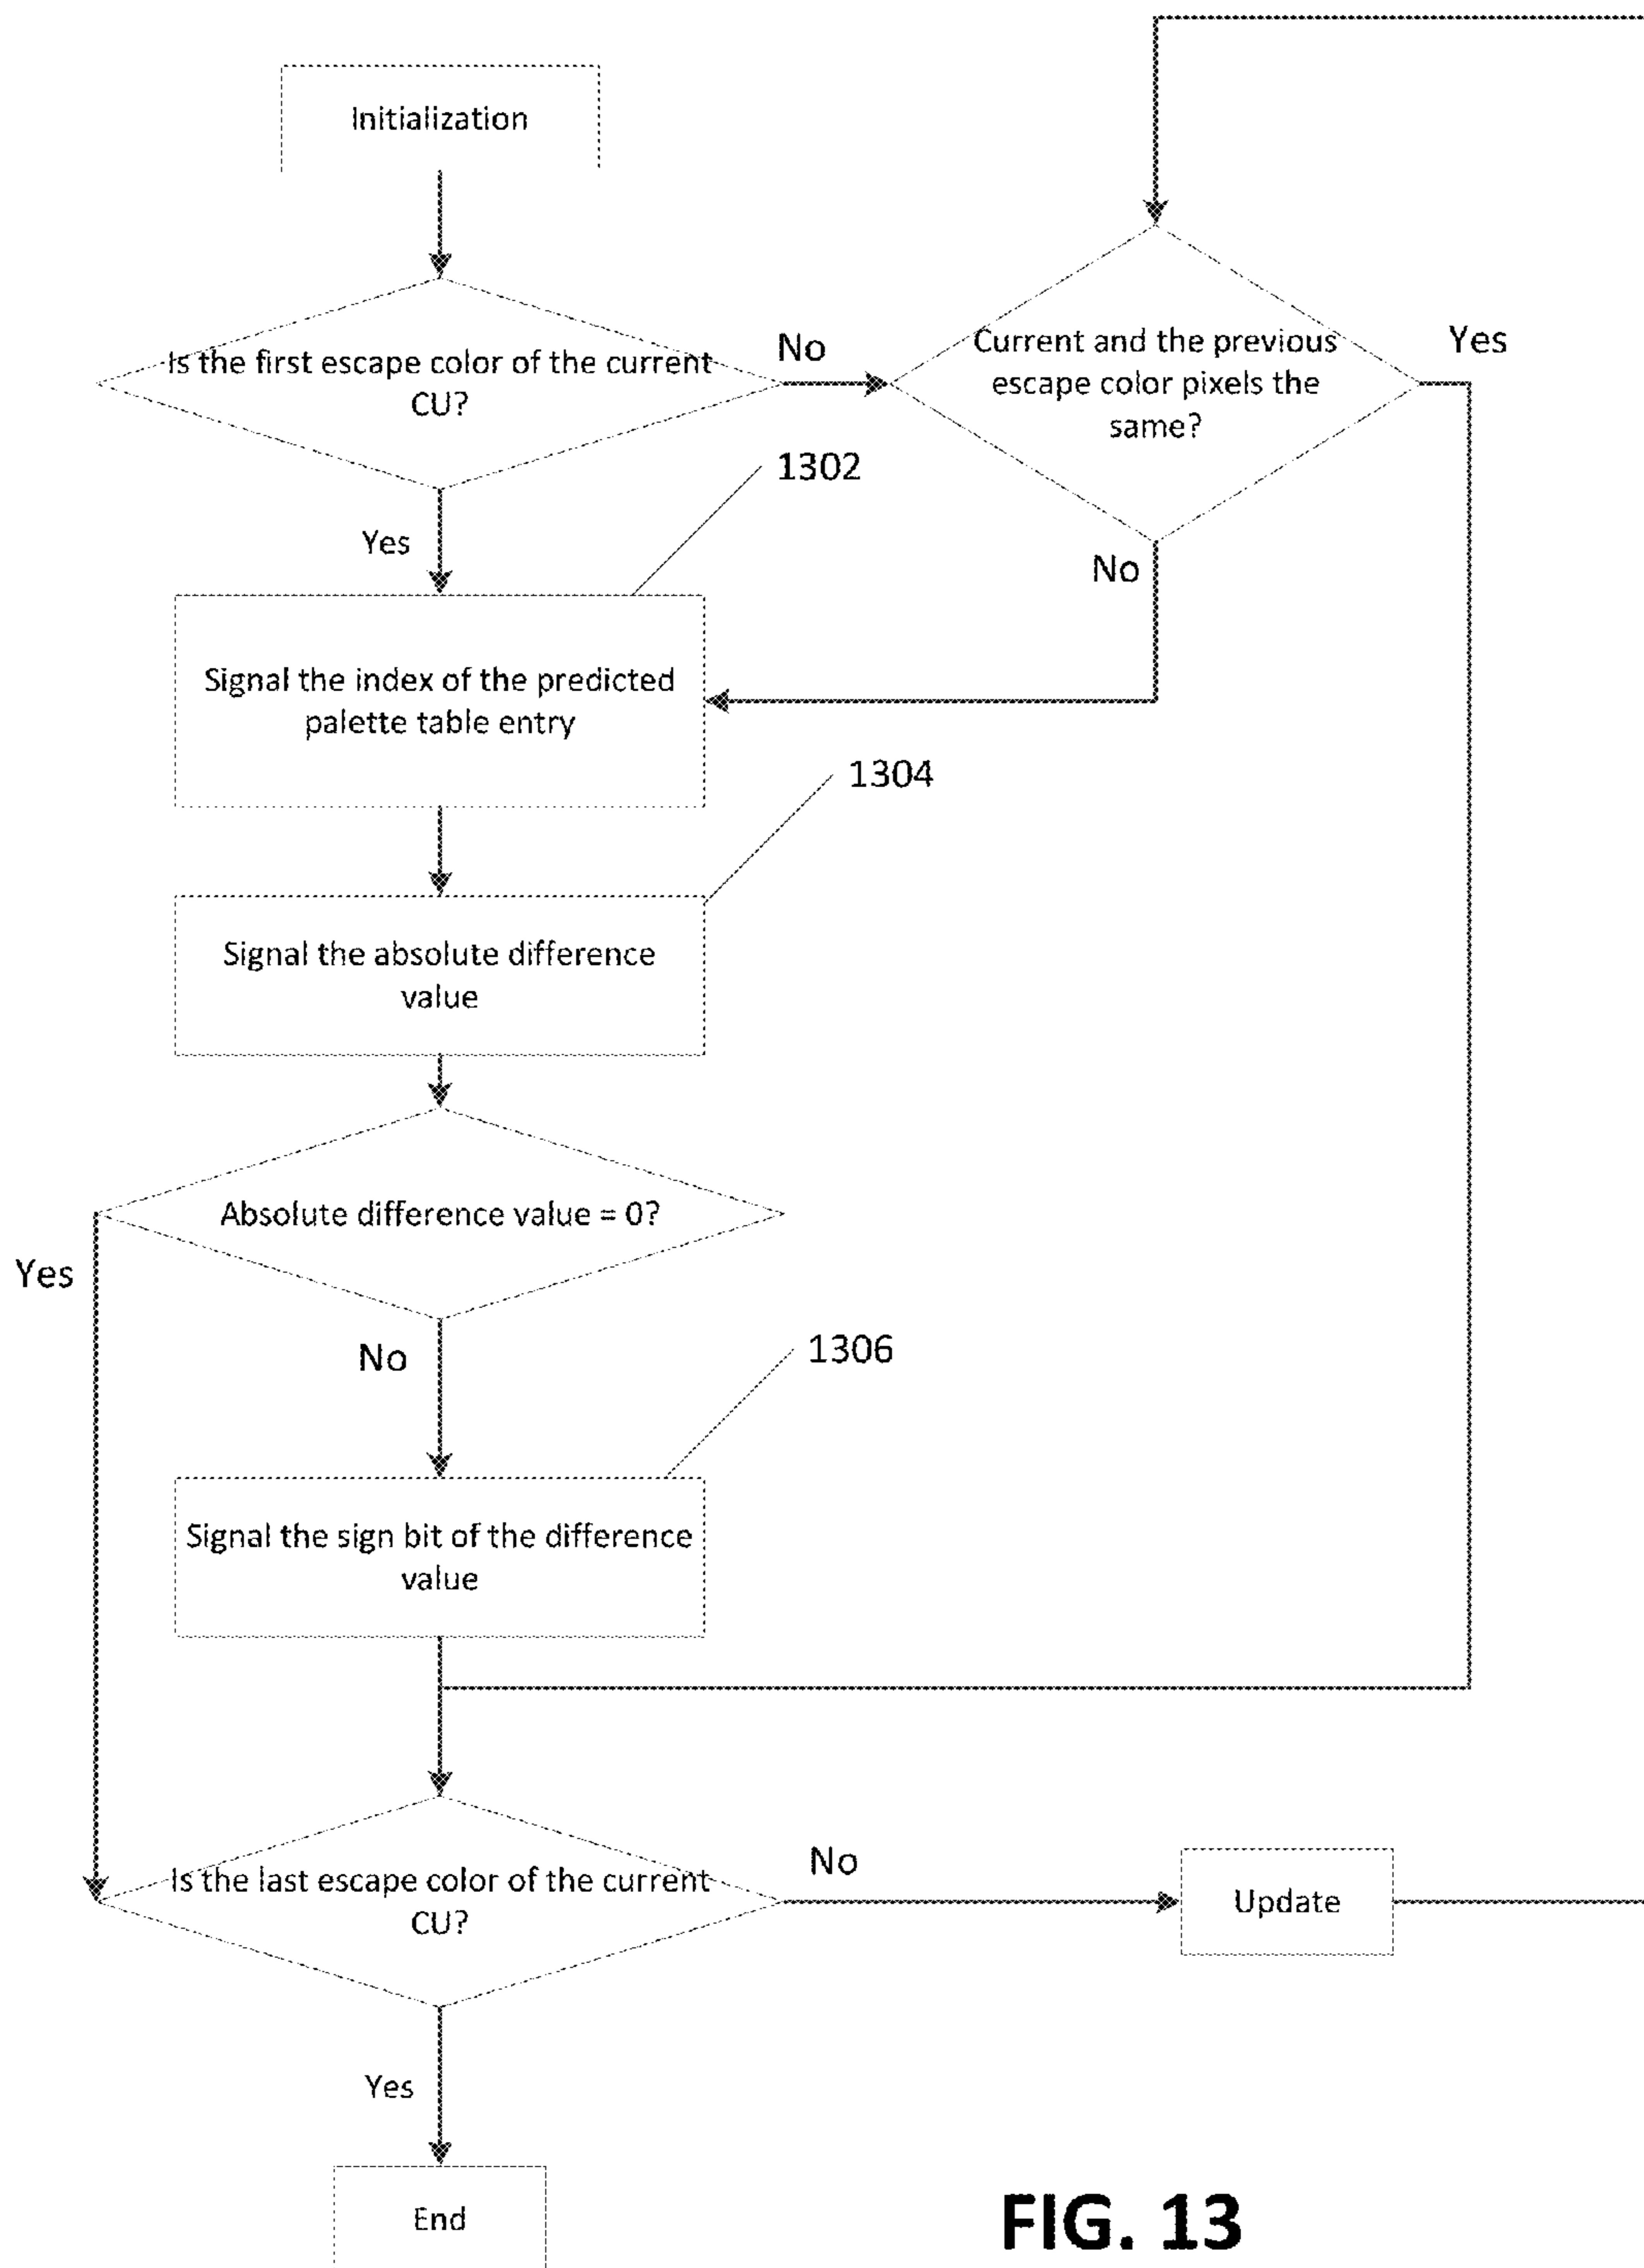 Initialization
Is the first escape color of the current
CU?
No
Current and the previous
escape color pixels the
same?
Yes
1302
Yes
No
Signal the index of the predicted
palette table entry
1304
Signal the absolute difference
value
Absolute difference value = 0?
Yes
No
1306
Signal the sign bit of the difference
value
Is the last escape color of the current
CU?
No
Update
Yes
End
FIG. 13